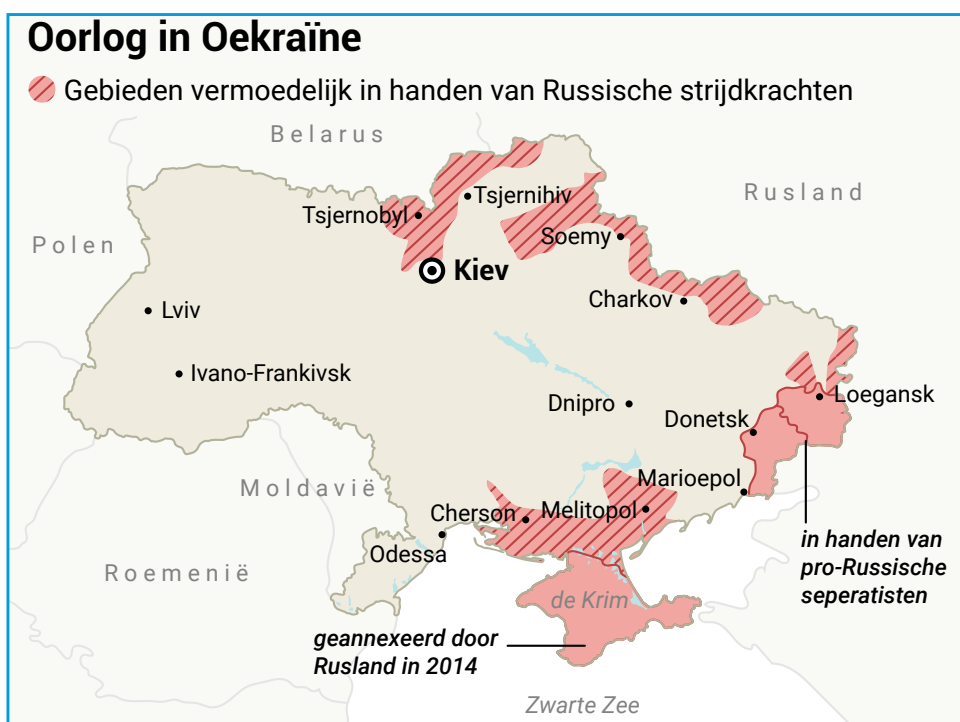 Oorlog in Oekraïne
Gebieden vermoedelijk in handen van Russische strijdkrachten
Belarus
Rusland
Tsjernihiv
Tsjernobyl
Soemy
Polen
Kiev
Charkov
Lviv
Ivano-Frankivsk
Loegansk
Dnipro
Donetsk
Marioepol
Moldavië
Cherson
Melitopol
Odessa
in handen van
pro-Russische
seperatisten
Roemenië
de Krim
geannexeerd door
Rusland in 2014
Zwarte Zee